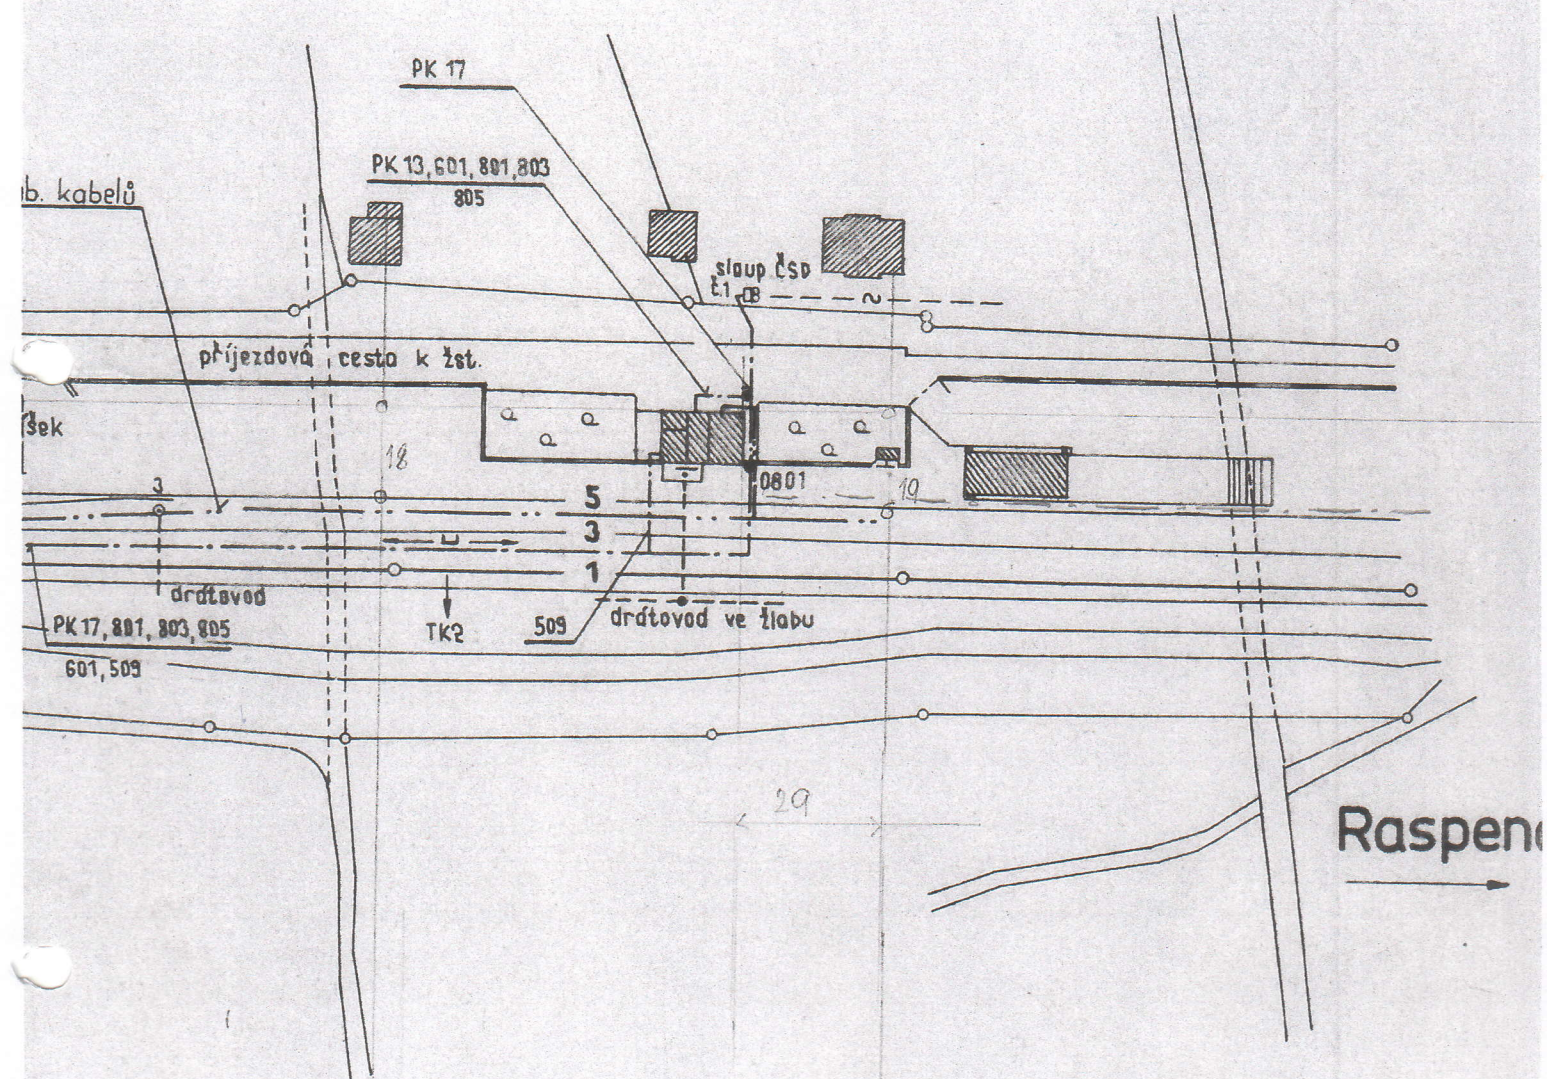 PK 17
PK 13,601,801,803
805
b. kabelů
sloup ČSD
č.1
příjezdová cesta k žst.
šek
18
0801
19
3
5
3
1
drátovod
PK 17, 801, 803, 805
601, 509
TK2
509
drátovod ve žlabu
29
Raspen